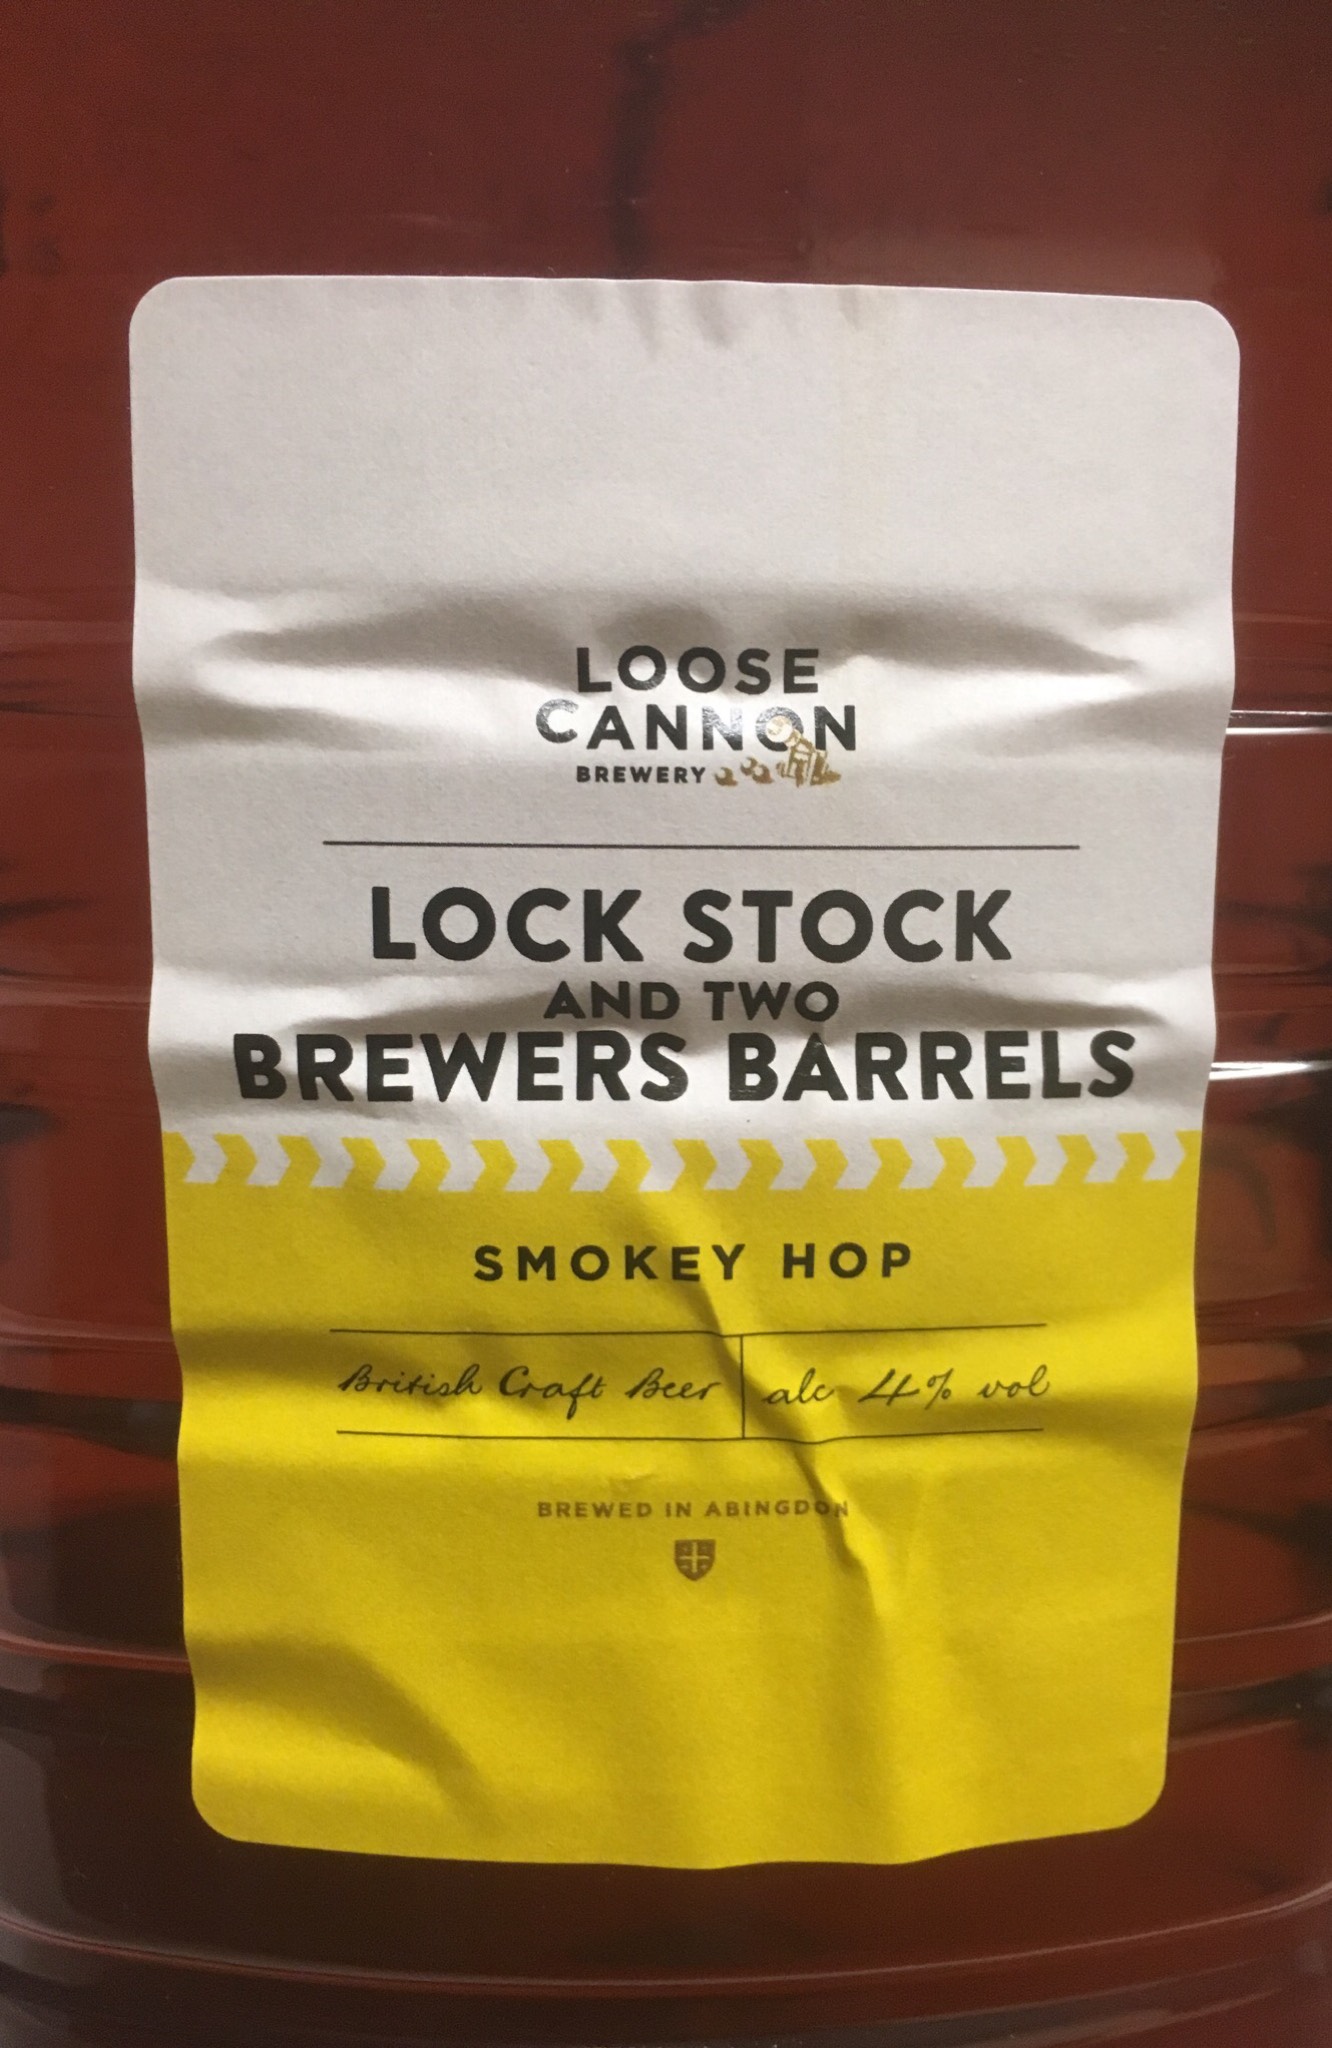 LOOSE
CANNON
BREWERY
LOCK STOCK
AND TWO
BREWERS BARRELS
SMOKEY HOP
British Craft Beer alc 4% vol
BREWED IN ABINGDON